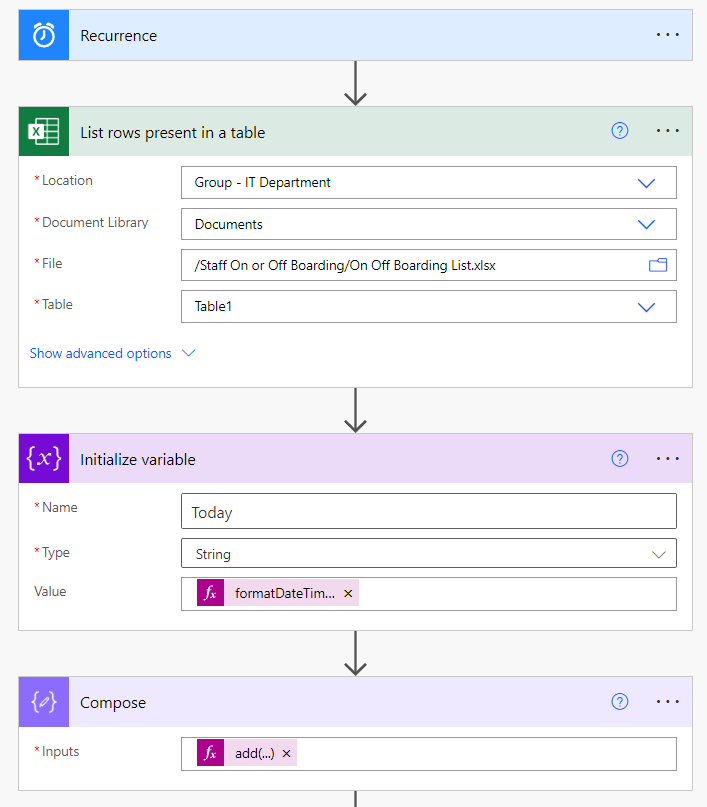 Recurrence
List rows present in a table
* Location Group - IT Department
* Document Library Documents
* File /Staff On or Off Boarding/On Off Boarding List.xlsx
* Table Table1
Show advanced options
{x} Initialize variable
* Name Today
* Type String
Value fx formatDateTim... ×
Compose
* Inputs fx add(...) ×